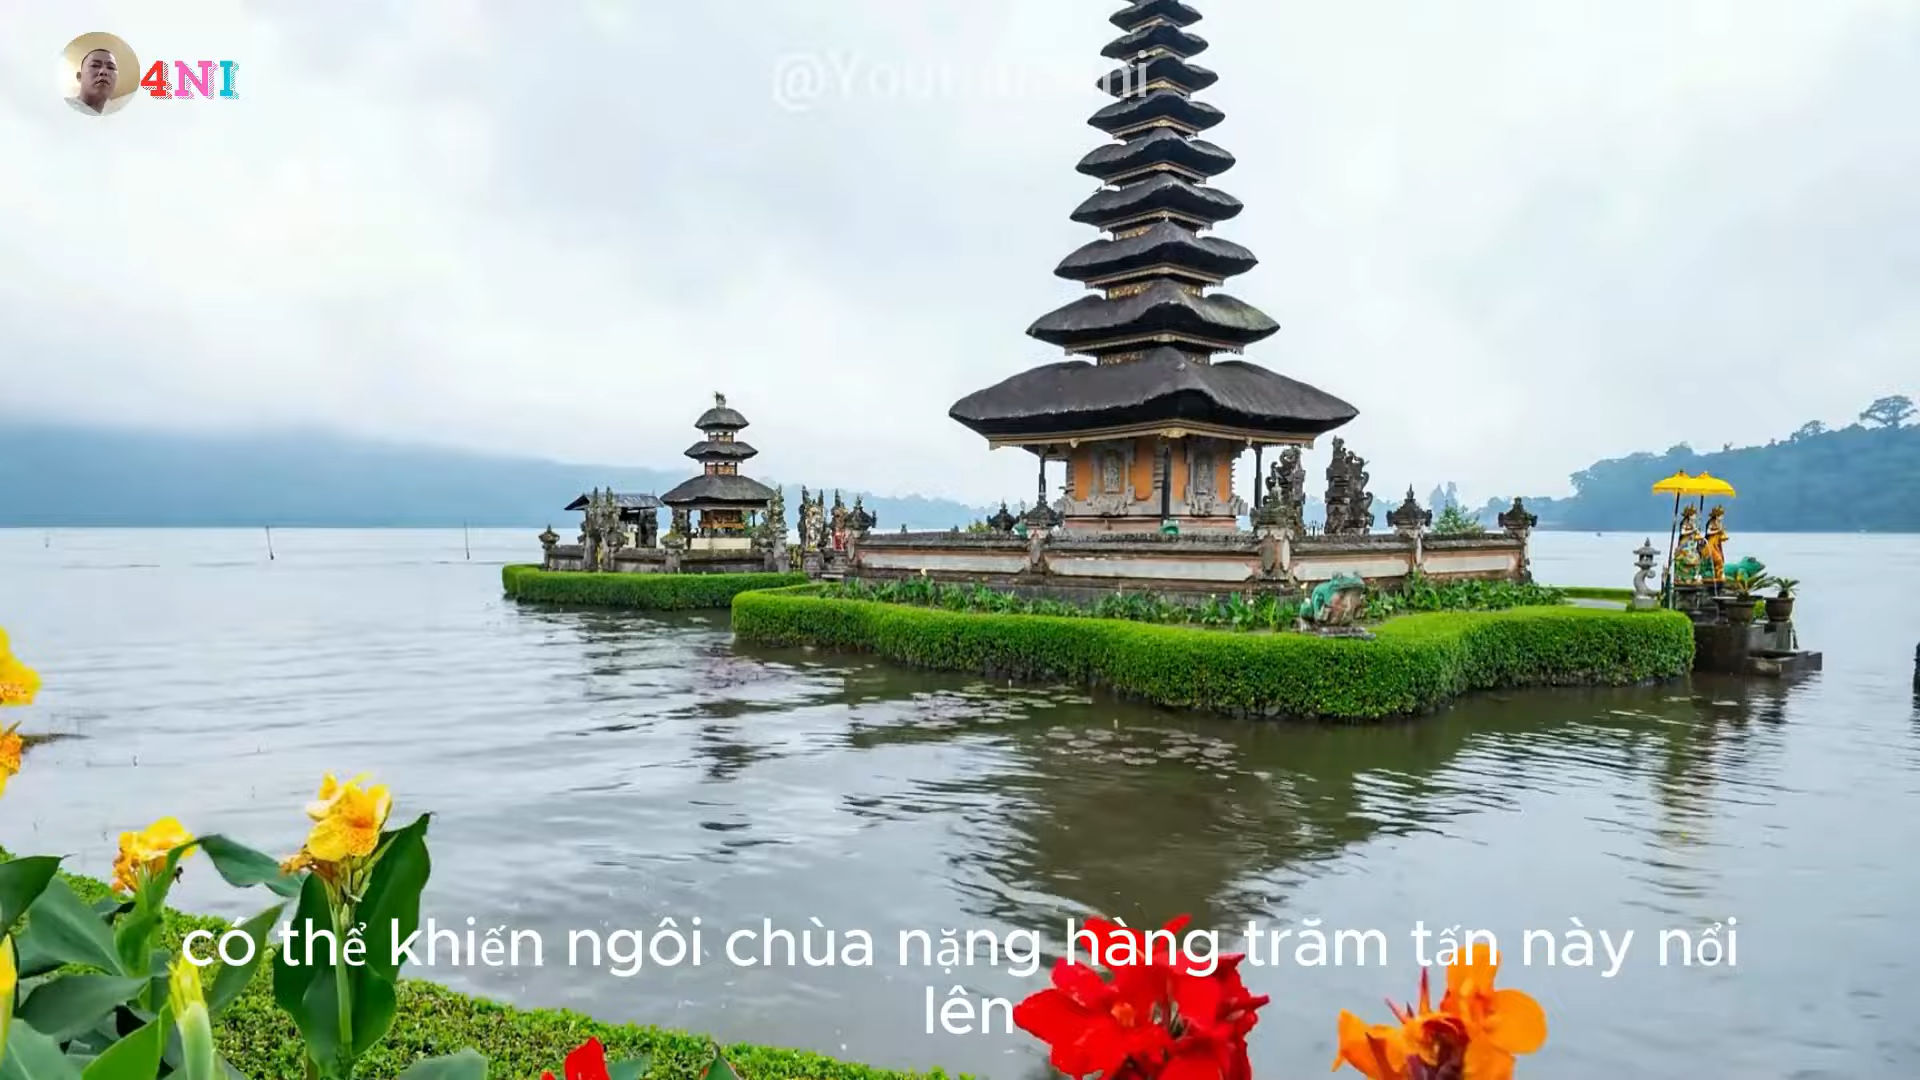 4NI
có thể khiến ngôi chùa nặng hàng trăm tấn này nổi
lên